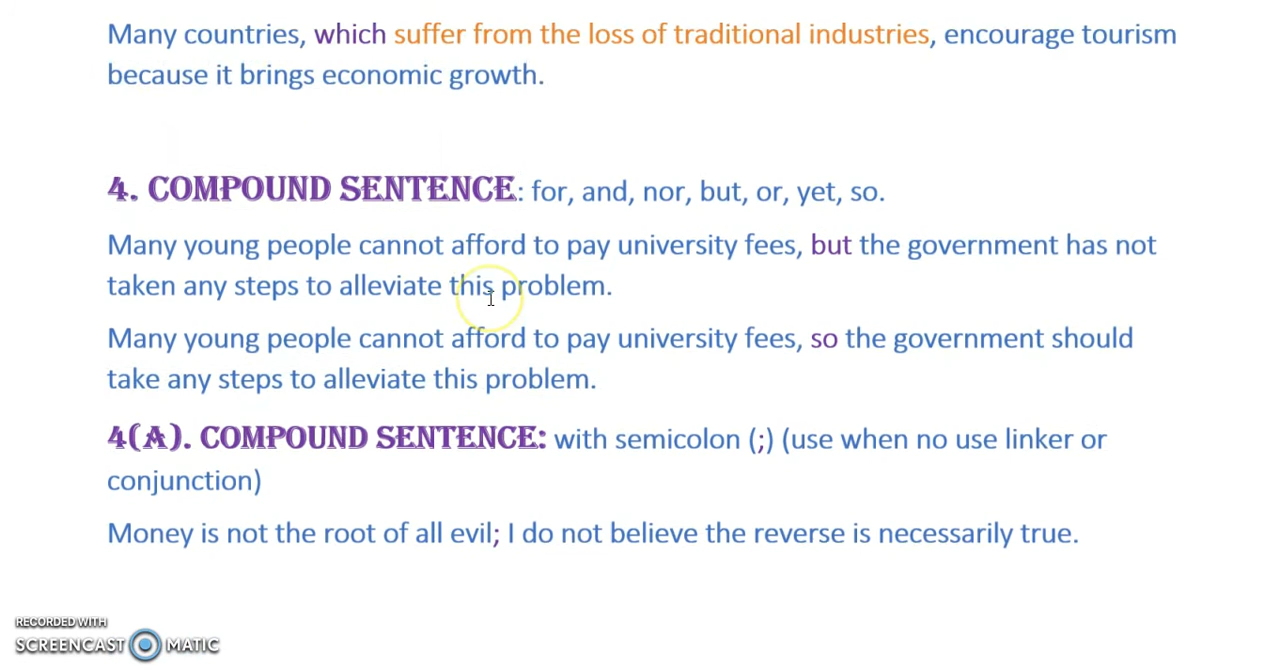 Many countries, which suffer from the loss of traditional industries, encourage tourism
because it brings economic growth.
4. COMPOUND SENTENCE: for, and, nor, but, or, yet, so.
Many young people cannot afford to pay university fees, but the government has not
taken any steps to alleviate this problem.
Many young people cannot afford to pay university fees, so the government should
take any steps to alleviate this problem.
4(A). COMPOUND SENTENCE: with semicolon (;) (use when no use linker or
conjunction)
Money is not the root of all evil; I do not believe the reverse is necessarily true.
RECORDED WITH
SCREENCAST MATIC